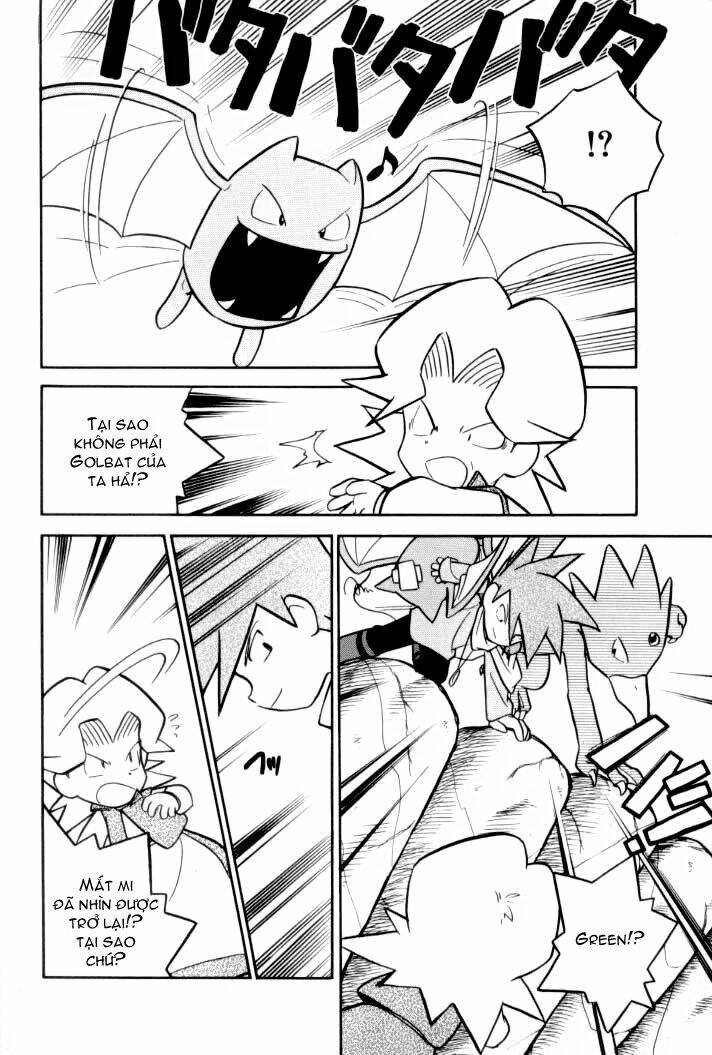 バタバタバタ
!?
TẠI SAO
KHÔNG PHẢI
GOLBAT CỦA
TA HẢ!?
GREEN!?
フッ
MẮT MI
ĐÃ NHÌN ĐƯỢC
TRỞ LẠI!?
TẠI SAO
CHỨ?